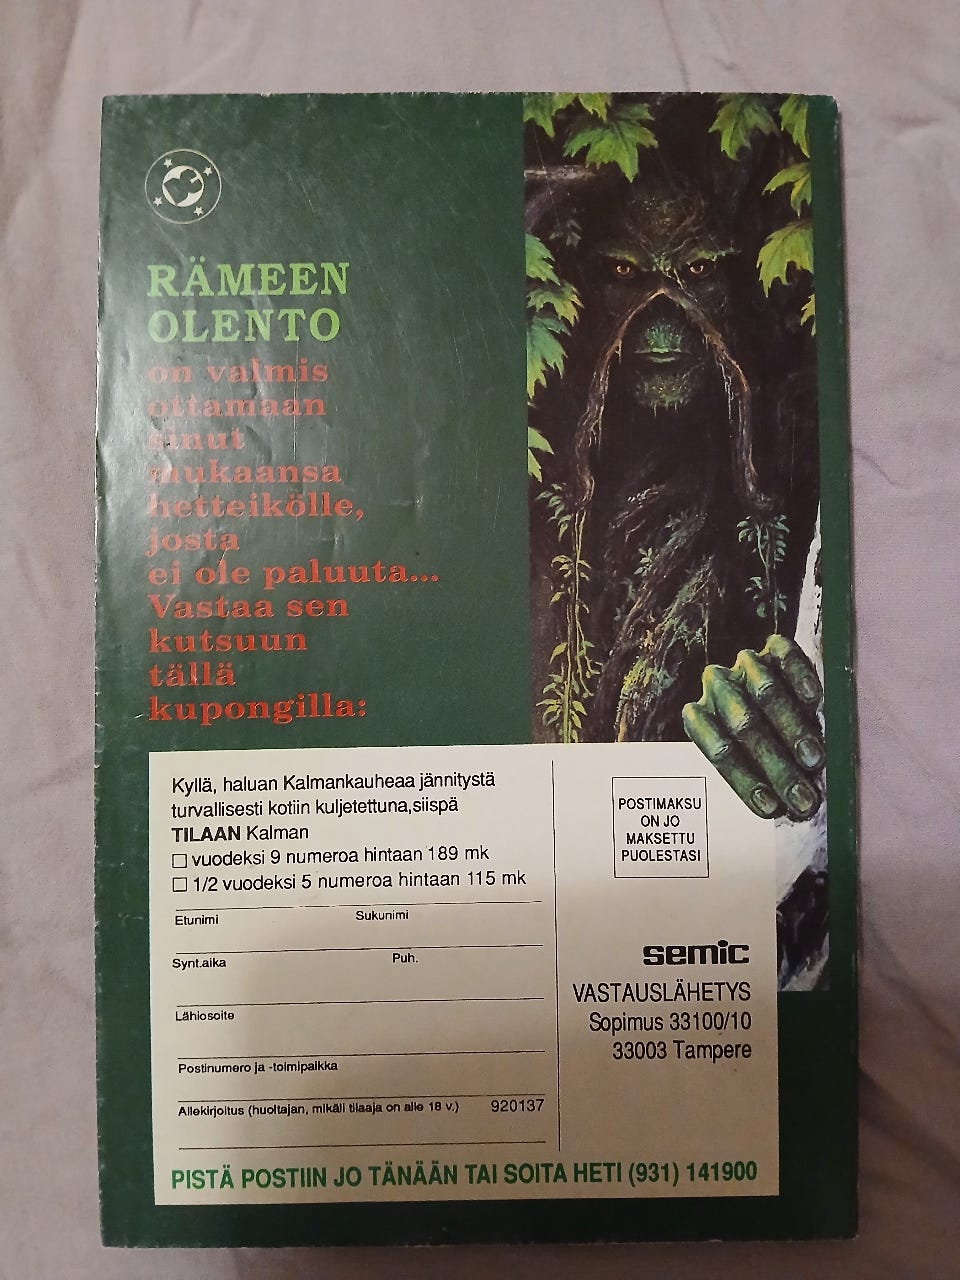 RÄMEEN
OLENTO
on valmis
ottamaan
sinut
mukaansa
hetteikölle,
josta
ei ole paluuta...
Vastaa sen
kutsuun
tällä
kupongilla:
Kyllä, haluan Kalmankauheaa jännitystä
turvallisesti kotiin kuljetettuna,siispä
TILAAN Kalman
vuodeksi 9 numeroa hintaan 189 mk
1/2 vuodeksi 5 numeroa hintaan 115 mk
Etunimi Sukunimi
Synt.aika Puh.
Lähiosoite
Postinumero ja -toimipaikka
Allekirjoitus (huoltajan, mikäli tilaaja on alle 18 v.) 920137
POSTIMAKSU
ON JO
MAKSETTU
PUOLESTASI
semic
VASTAUSLÄHETYS
Sopimus 33100/10
33003 Tampere
PISTÄ POSTIIN JO TÄNÄÄN TAI SOITA HETI (931) 141900